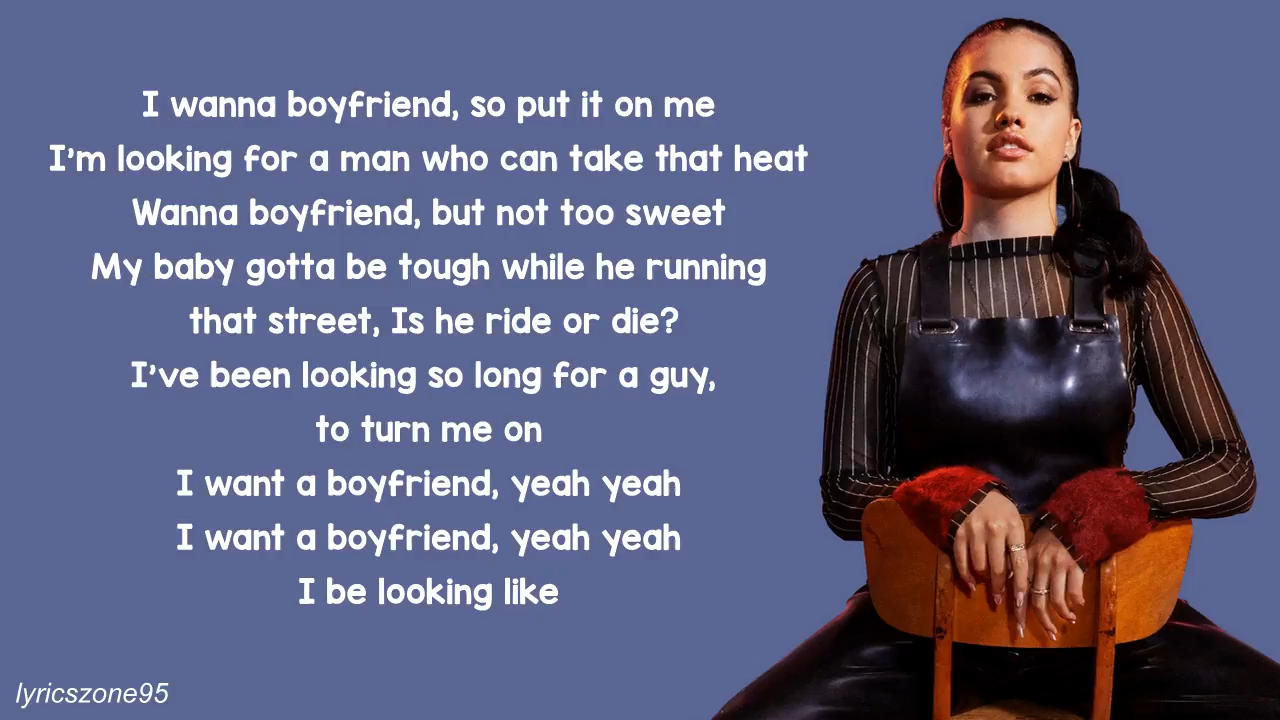 I wanna boyfriend, so put it on me
I'm looking for a man who can take that heat
Wanna boyfriend, but not too sweet
My baby gotta be tough while he running
that street, Is he ride or die?
I've been looking so long for a guy,
to turn me on
I want a boyfriend, yeah yeah
I want a boyfriend, yeah yeah
I be looking like
lyricszone95